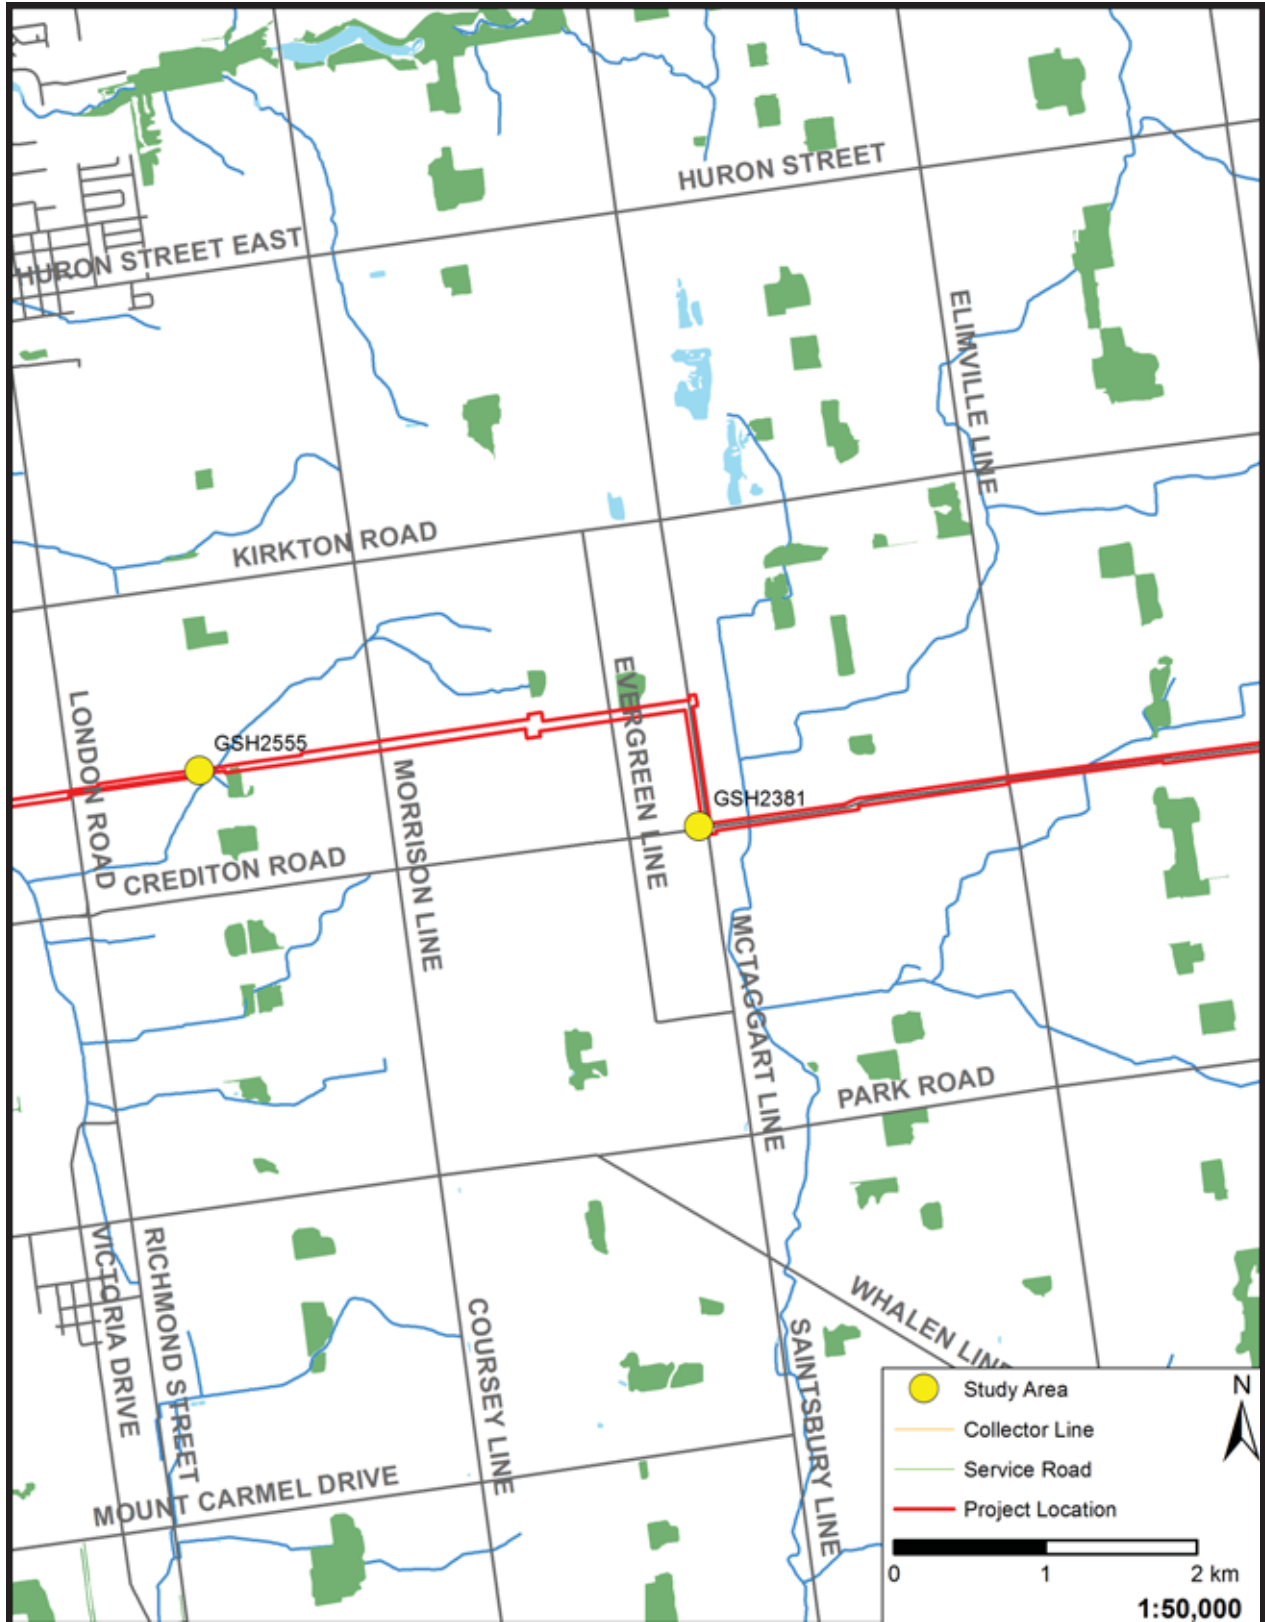 HURON STREET
HURON STREET EAST
ELIMVILLE LINE
KIRKTON ROAD
EVERGREEN LINE
LONDON ROAD
GSH2555
MORRISON LINE
GSH2381
CREDITON ROAD
MCTAGGART LINE
PARK ROAD
VICTORIA DRIVE
RICHMOND STREET
COURSEY LINE
WHALEN LINE
SAINTSBURY LINE
MOUNT CARMEL DRIVE
N
Study Area
Collector Line
Service Road
Project Location
0 1 2 km
1:50,000